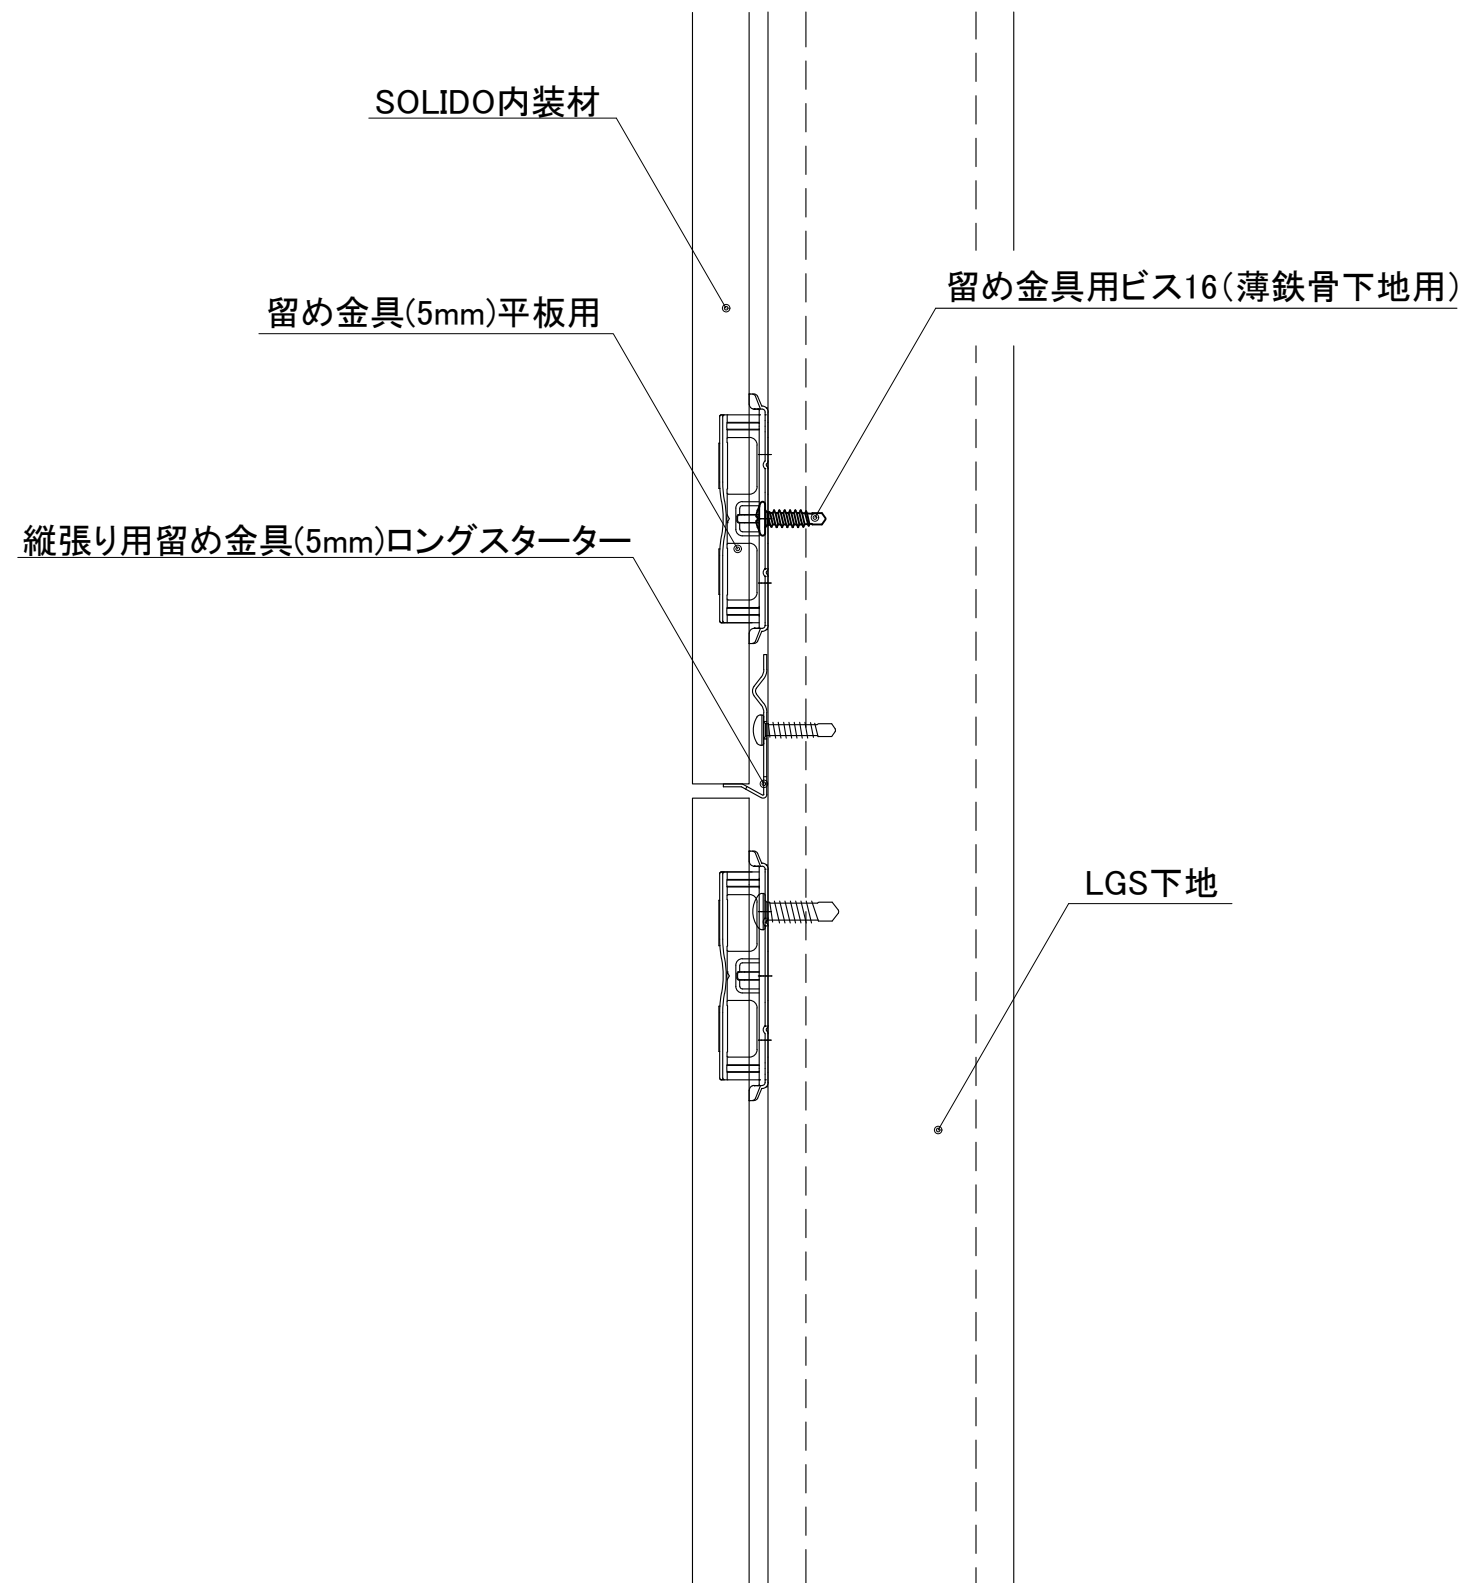 SOLIDO内装材
留め金具用ビス16(薄鉄骨下地用)
留め金具(5mm)平板用
縦張り用留め金具(5mm)ロングスターター
LGS下地